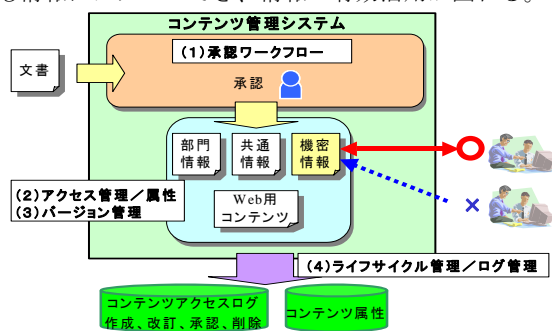 コンテンツ管理システム
(1)承認ワークフロー
文書
承認
部門
情報
共通
情報
機密
情報
○
×
(2)アクセス管理／属性
(3)バージョン管理
Web用
コンテンツ
(4)ライフサイクル管理／ログ管理
コンテンツアクセスログ
作成、改訂、承認、削除
コンテンツ属性